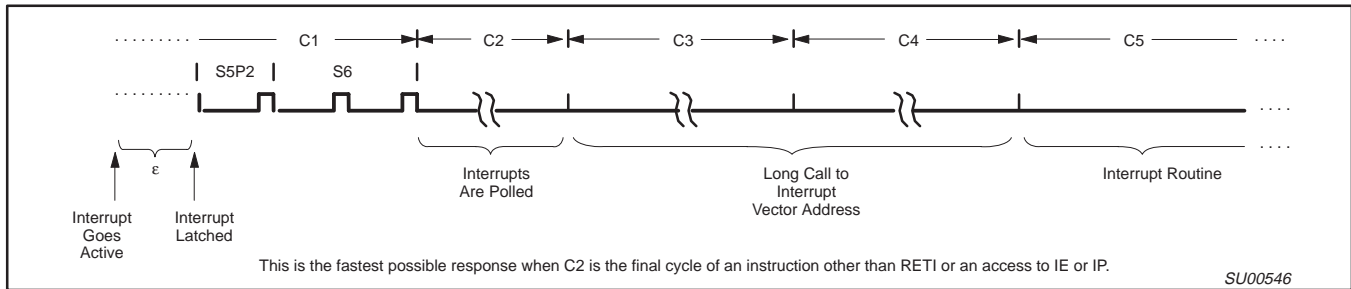 C1 C2 C3 C4 C5
S5P2 S6
ε
Interrupt
Goes
Active
Interrupt
Latched
Interrupts
Are Polled
Long Call to
Interrupt
Vector Address
Interrupt Routine
This is the fastest possible response when C2 is the final cycle of an instruction other than RETI or an access to IE or IP.
SU00546